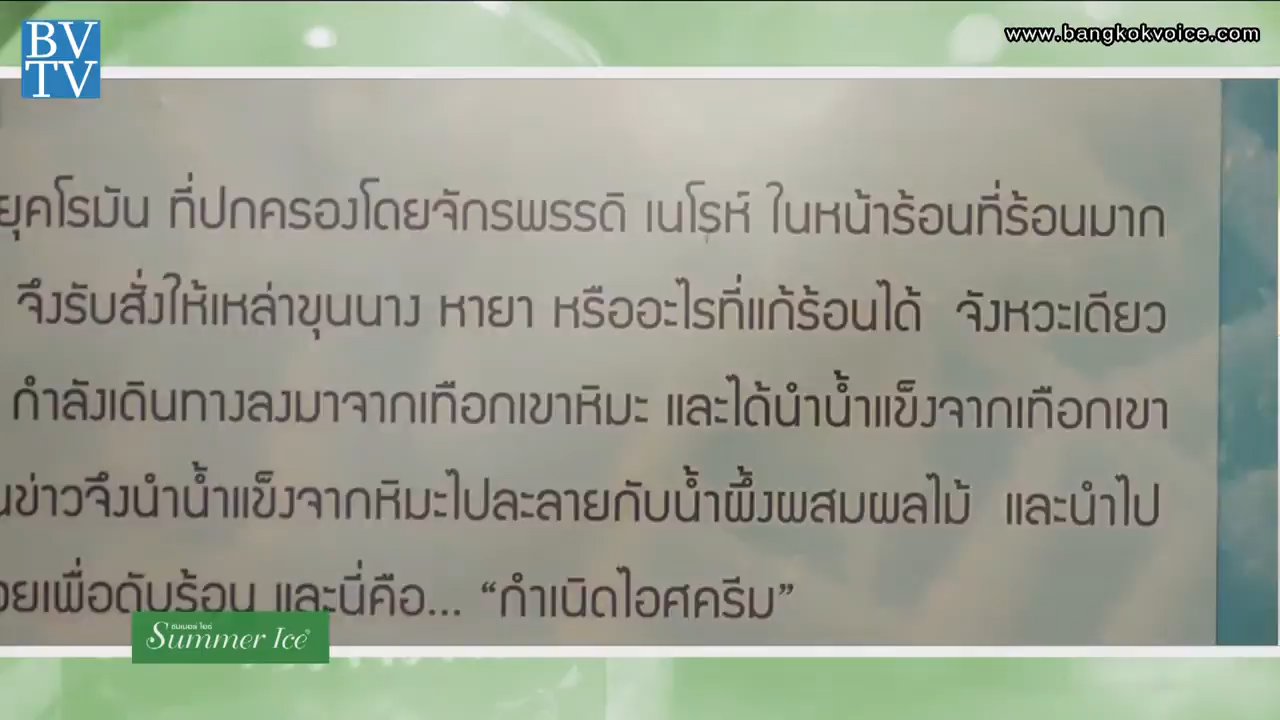 BV
TV
www.bangkokvoice.com
ยุคโรมัน ที่ปกครองโดยจักรพรรดิ เนโรห์ ในหน้าร้อนที่ร้อนมาก
จึงรับสั่งให้เหล่าขุนนาง หายา หรืออะไรที่แก้ร้อนได้ จังหวะเดียว
กำลังเดินทางลงมาจากเทือกเขาหิมะ และได้นำน้ำแข็งจากเทือกเขา
ข่าวจึงนำน้ำแข็งจากหิมะไปละลายกับน้ำผึ้งผสมผลไม้ และนำไป
เพื่อดับร้อน และนี่คือ... “กำเนิดไอศครีม”
ซัมเมอร์ ไอซ์
Summer Ice